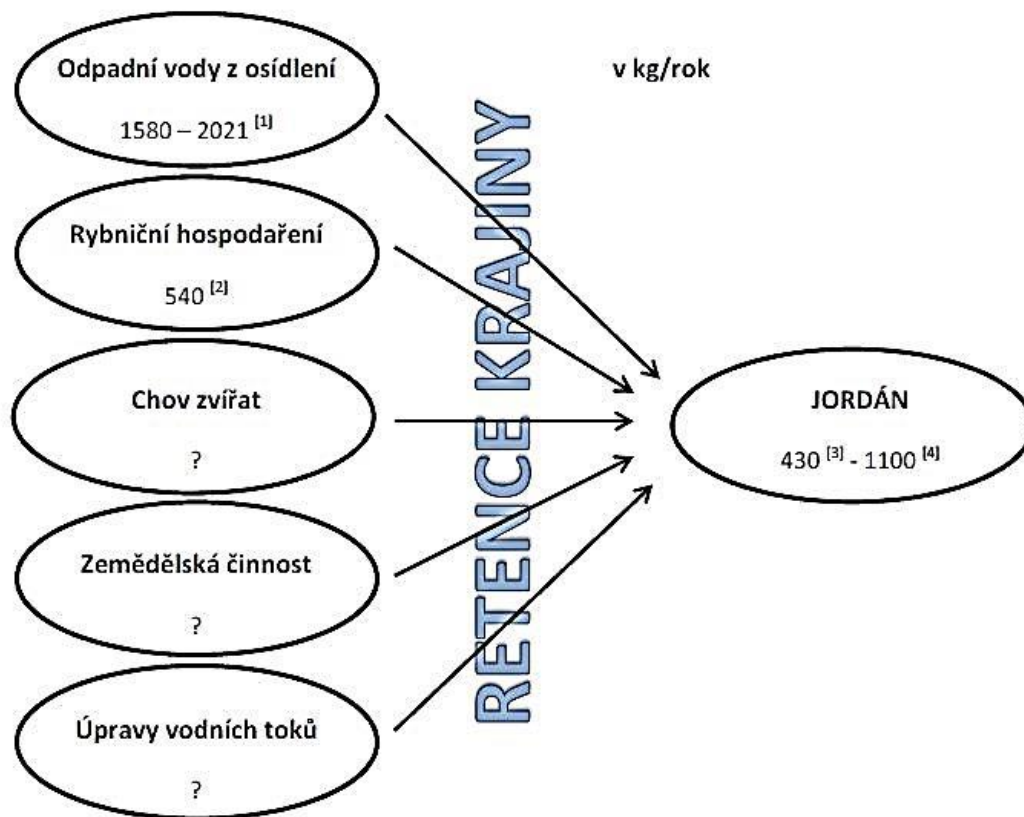 Odpadní vody z osídlení
1580 – 2021 [1]
v kg/rok
Rybniční hospodaření
540 [2]
Chov zvířat
?
Zemědělská činnost
?
Úpravy vodních toků
?
RETENCE KRAJINY
JORDÁN
430 [3] - 1100 [4]